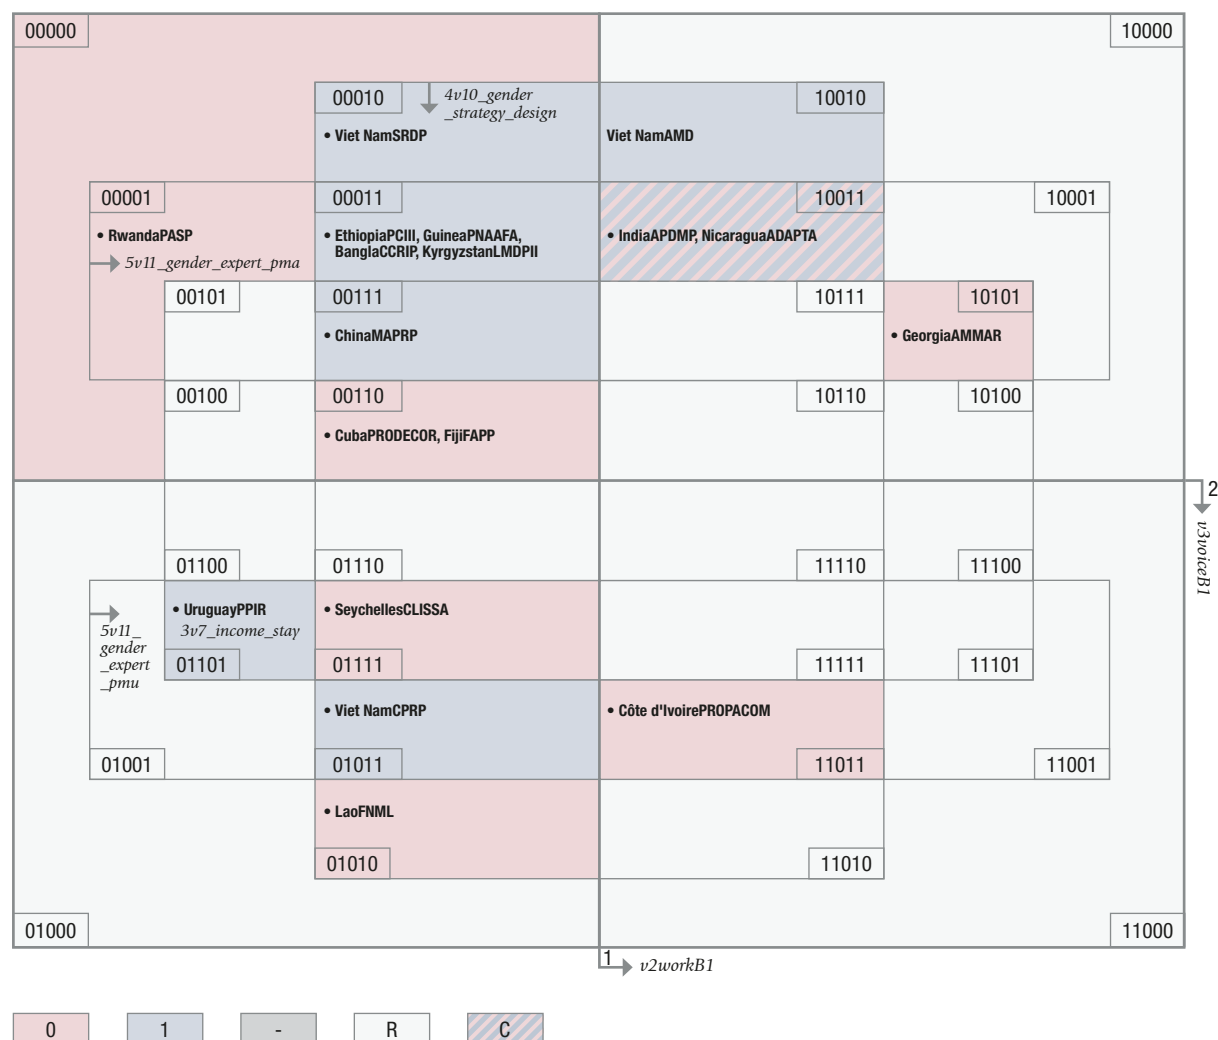 00000
10000
00010
4v10_gender
_strategy_design
10010
• Viet NamSRDP
Viet NamAMD
00001
00011
10011
10001
• RwandaPASP
• EthiopiaPCIII, GuineaPNAAFA,
BanglaCCRIP, KyrgyzstanLMDPII
• IndiaAPDMP, NicaraguaADAPTA
5v11_gender_expert_pma
00101
00111
10111
10101
• ChinaMAPRP
• GeorgiaAMMAR
00100
00110
10110
10100
• CubaPRODECOR, FijiFAPP
2
v3voiceB1
01100
01110
11110
11100
• UruguayPPIR
3v7_income_stay
• SeychellesCLISSA
5v11_
gender
_expert
_pmu
01101
01111
11111
11101
• Viet NamCPRP
• Côte d'IvoirePROPACOM
01001
01011
11011
11001
• LaoFNML
01010
11010
01000
11000
1
v2workB1
0
1
-
R
C